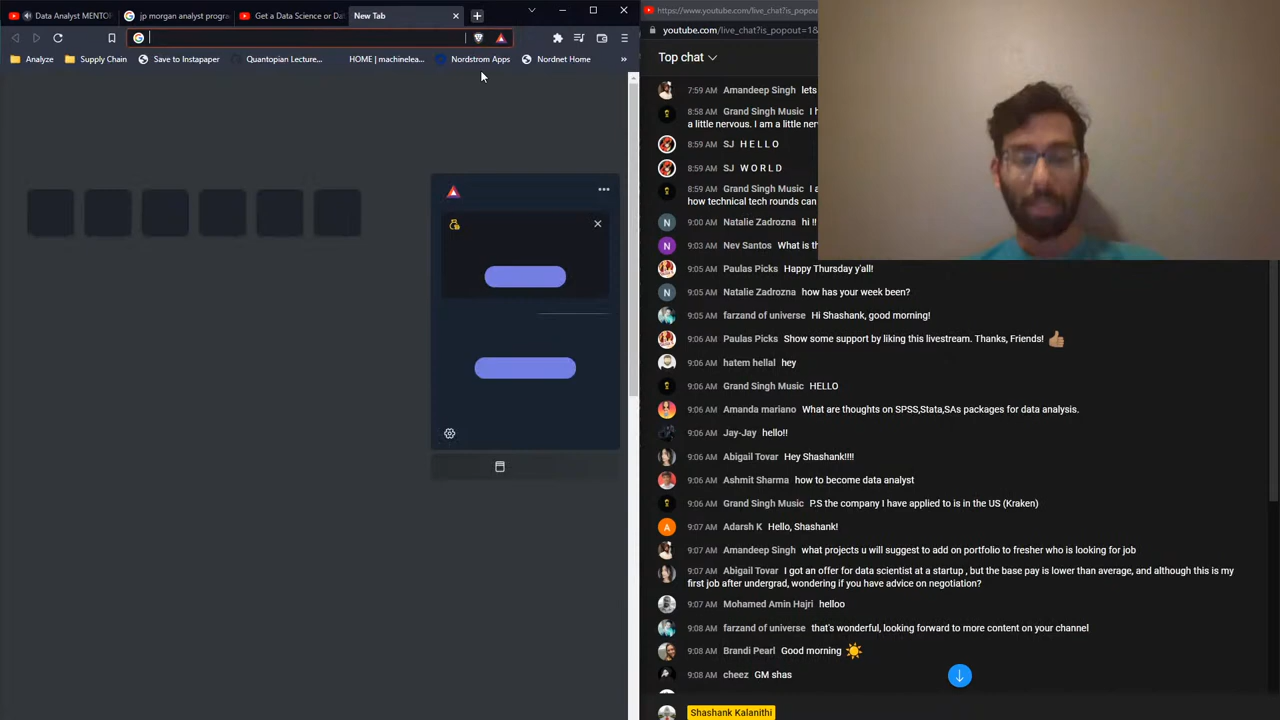 Data Analyst MENTO
jp morgan analyst progra
Get a Data Science or Da
New Tab
Analyze
Supply Chain
Save to Instapaper
Quantopian Lecture...
HOME | machinelea...
Nordstrom Apps
Nordnet Home
»
https://www.youtube.com/live_chat?is_popou
youtube.com/live_chat?is_popout=1&
Top chat
7:59 AM Amandeep Singh lets
8:58 AM Grand Singh Music I h
a little nervous. I am a little ner
8:59 AM SJ H E L L O
8:59 AM SJ W O R L D
8:59 AM Grand Singh Music I a
how technical tech rounds can
9:00 AM Natalie Zadrozna hi !!
9:03 AM Nev Santos What is th
9:05 AM Paulas Picks Happy Thursday y'all!
9:05 AM Natalie Zadrozna how has your week been?
9:05 AM farzand of universe Hi Shashank, good morning!
9:06 AM Paulas Picks Show some support by liking this livestream. Thanks, Friends!
9:06 AM hatem hellal hey
9:06 AM Grand Singh Music HELLO
9:06 AM Amanda mariano What are thoughts on SPSS,Stata,SAs packages for data analysis.
9:06 AM Jay-Jay hello!!
9:06 AM Abigail Tovar Hey Shashank!!!!
9:06 AM Ashmit Sharma how to become data analyst
9:06 AM Grand Singh Music P.S the company I have applied to is in the US (Kraken)
9:07 AM Adarsh K Hello, Shashank!
9:07 AM Amandeep Singh what projects u will suggest to add on portfolio to fresher who is looking for job
9:07 AM Abigail Tovar I got an offer for data scientist at a startup , but the base pay is lower than average, and although this is my
first job after undergrad, wondering if you have advice on negotiation?
9:07 AM Mohamed Amin Hajri helloo
9:08 AM farzand of universe that's wonderful, looking forward to more content on your channel
9:08 AM Brandi Pearl Good morning
9:08 AM cheez GM shas
Shashank Kalanithi